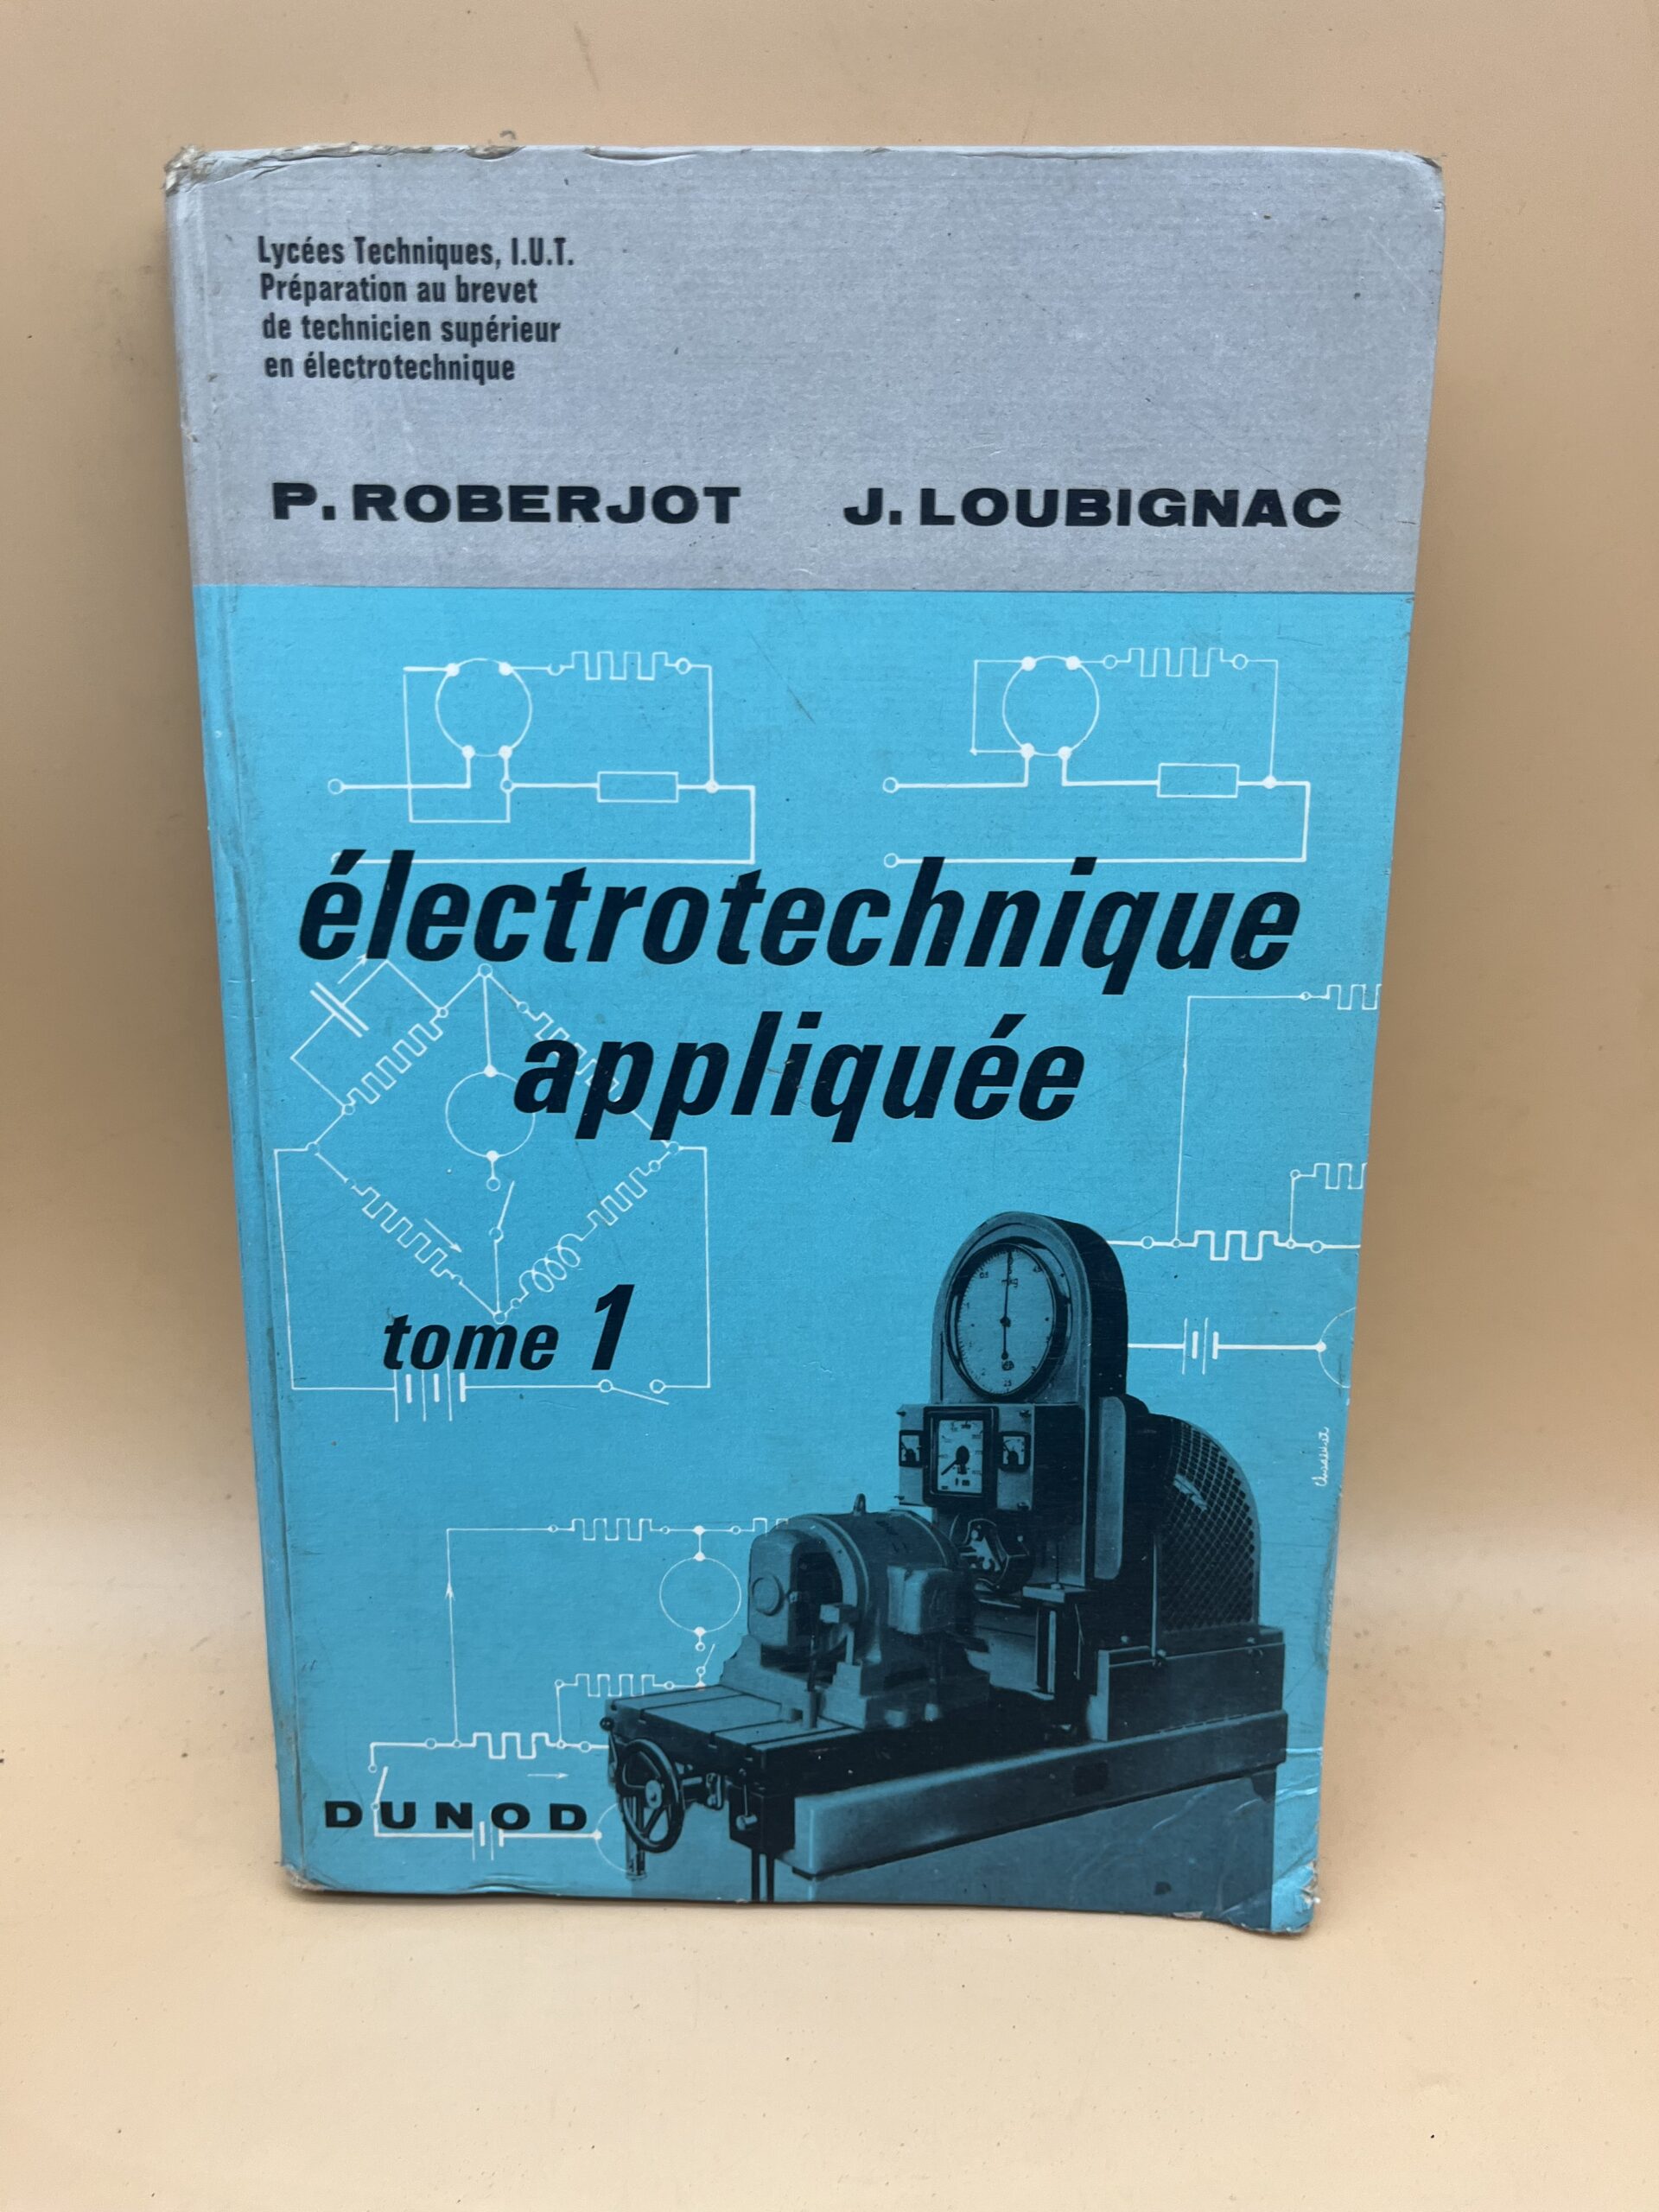 Lycées Techniques, I.U.T.
Préparation au brevet
de technicien supérieur
en électrotechnique
P. ROBERJOT J. LOUBIGNAC
électrotechnique
appliquée
tome 1
DUNOD